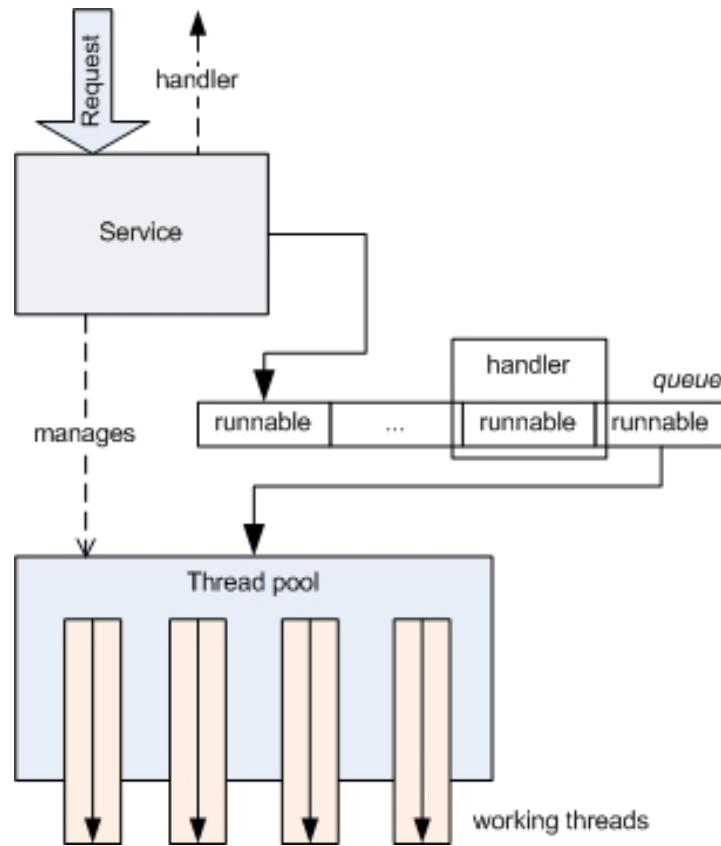 Request
handler
Service
handler
queue
runnable
...
runnable
runnable
manages
Thread pool
working threads